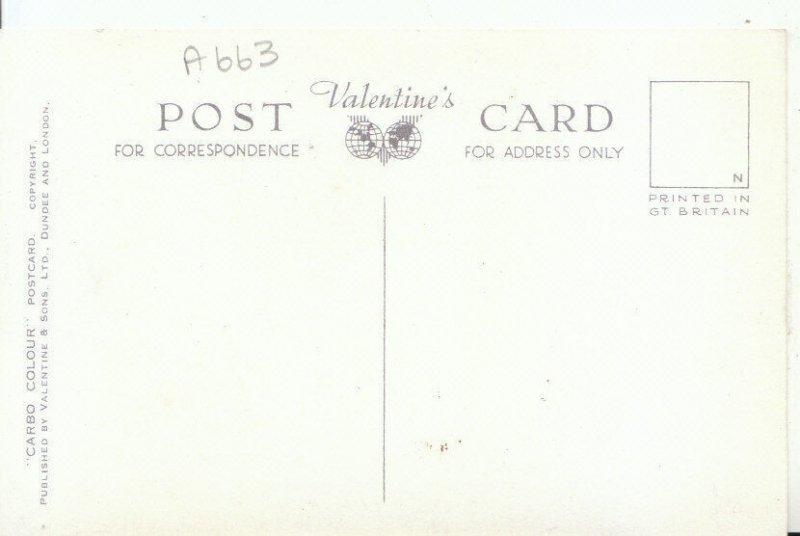 A663
Valentine's
POST CARD
FOR CORRESPONDENCE FOR ADDRESS ONLY
N
PRINTED IN
GT. BRITAIN
"CARBO COLOUR" POSTCARD. COPYRIGHT.
PUBLISHED BY VALENTINE & SONS, LTD., DUNDEE AND LONDON.